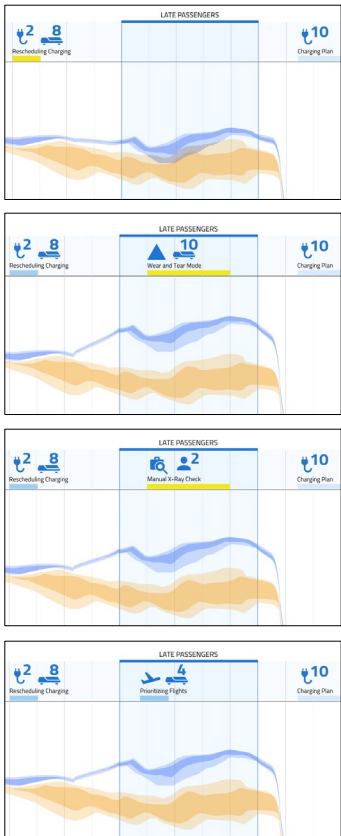 LATE PASSENGERS
2 8 10
Rescheduling Charging Charging Plan
LATE PASSENGERS
2 8 10 10
Rescheduling Charging Wear and Tear Mode Charging Plan
LATE PASSENGERS
2 8 2 10
Rescheduling Charging Manual X-Ray Check Charging Plan
LATE PASSENGERS
2 8 4 10
Rescheduling Charging Prioritizing Flights Charging Plan